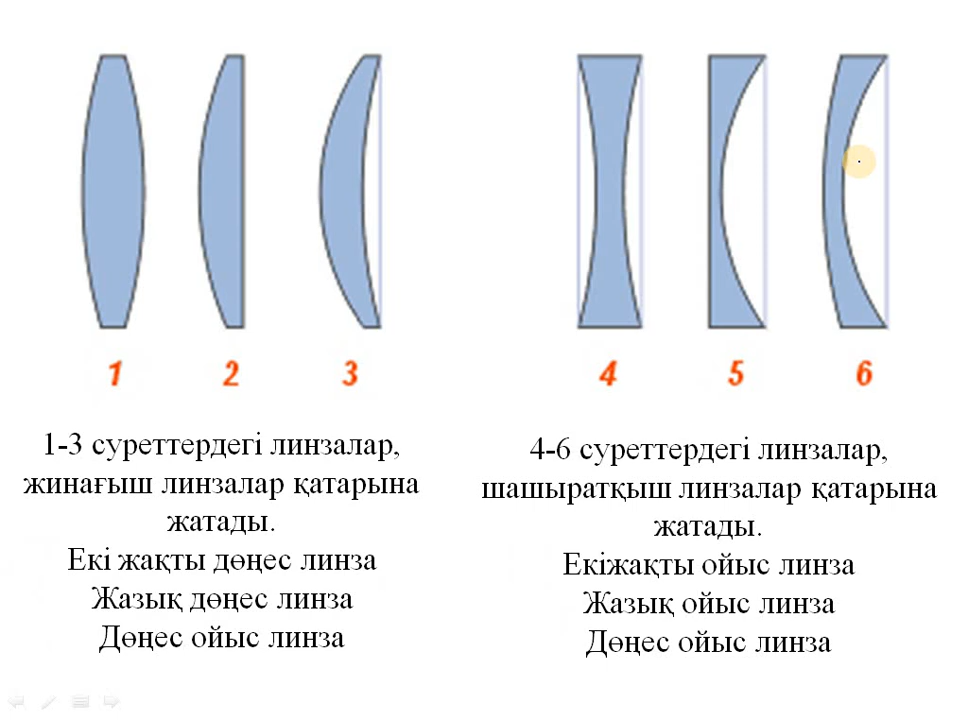 1 2 3 4 5 6
1-3 суреттердегі линзалар,
жинағыш линзалар қатарына
жатады.
Екі жақты дөңес линза
Жазық дөңес линза
Дөңес ойыс линза
4-6 суреттердегі линзалар,
шашыратқыш линзалар қатарына
жатады.
Екіжақты ойыс линза
Жазық ойыс линза
Дөңес ойыс линза